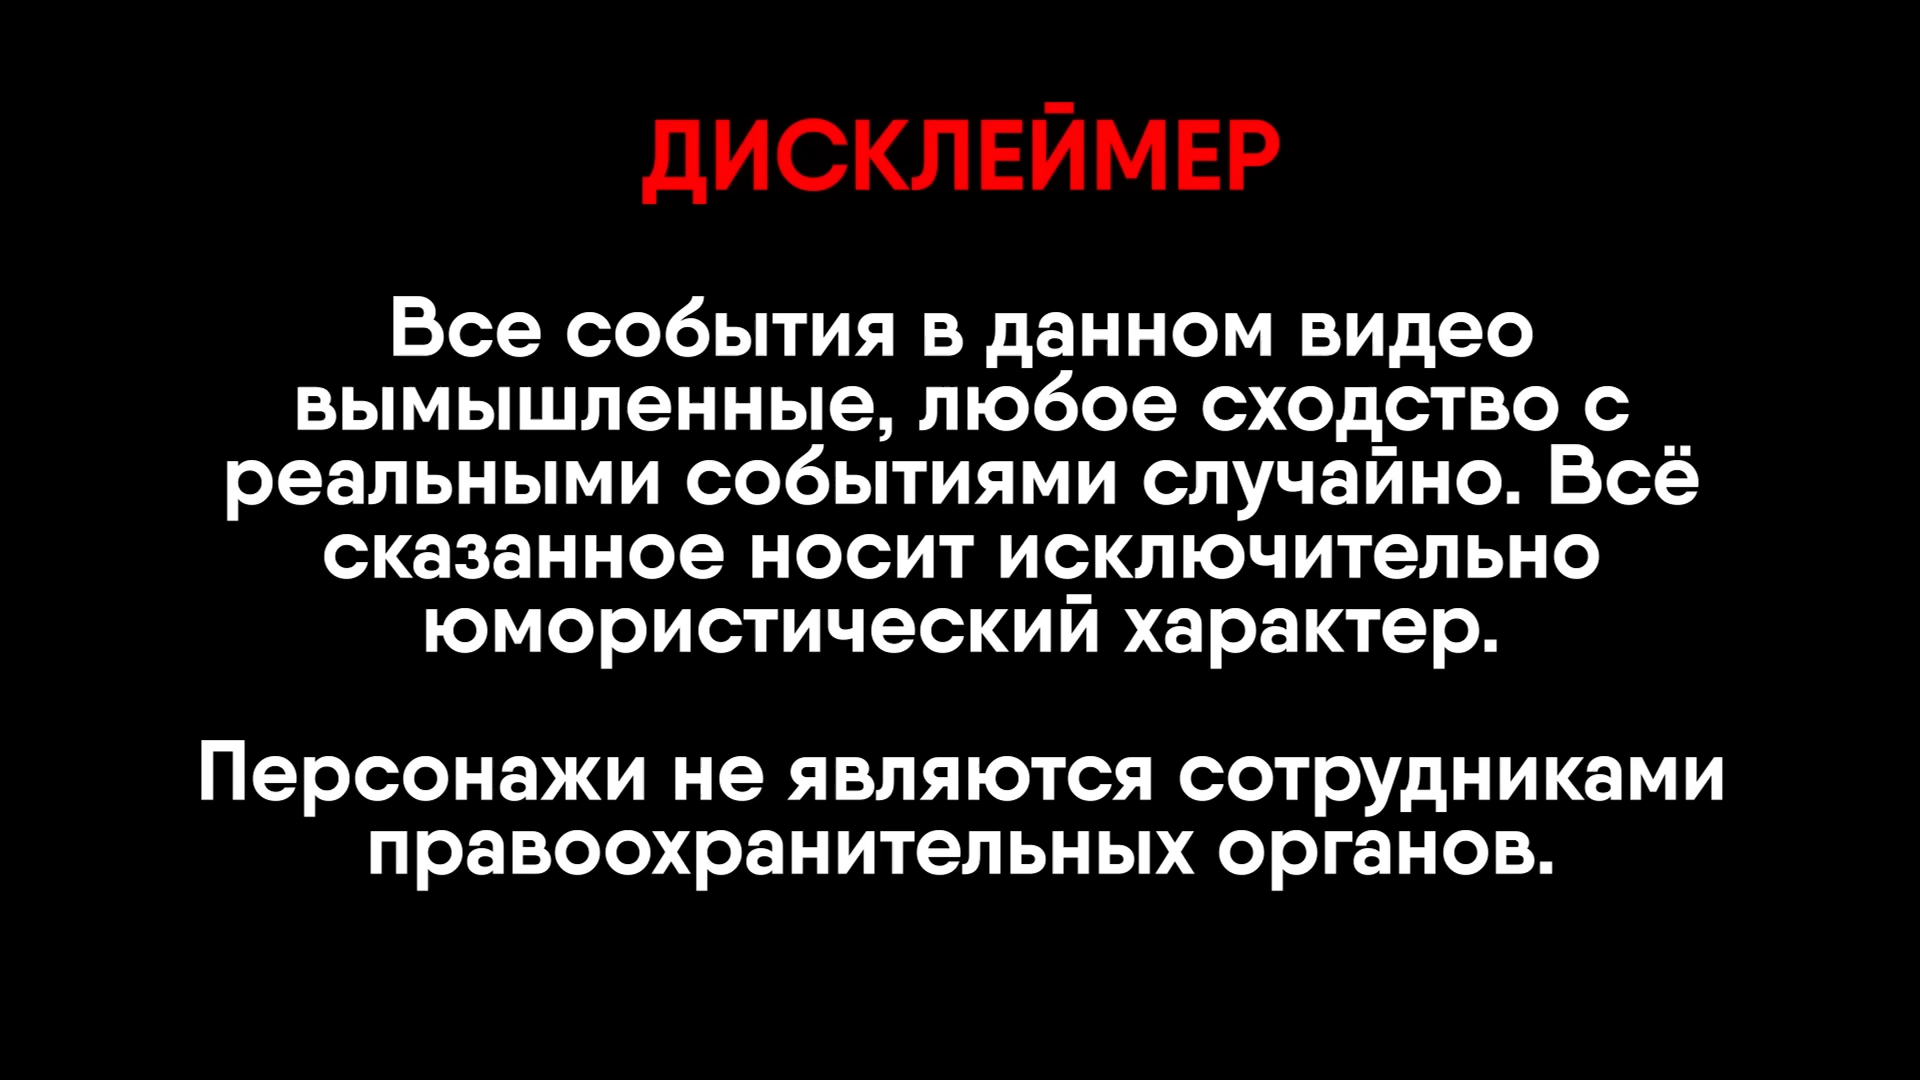 ДИСКЛЕЙМЕР
Все события в данном видео
вымышленные, любое сходство с
реальными событиями случайно. Всё
сказанное носит исключительно
юмористический характер.
Персонажи не являются сотрудниками
правоохранительных органов.